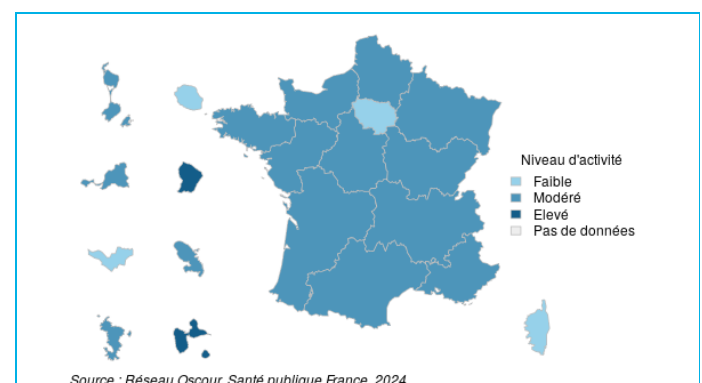 Niveau d'activité
Faible
Modéré
Elevé
Pas de données
Source : Réseau Oscour, Santé publique France, 2024